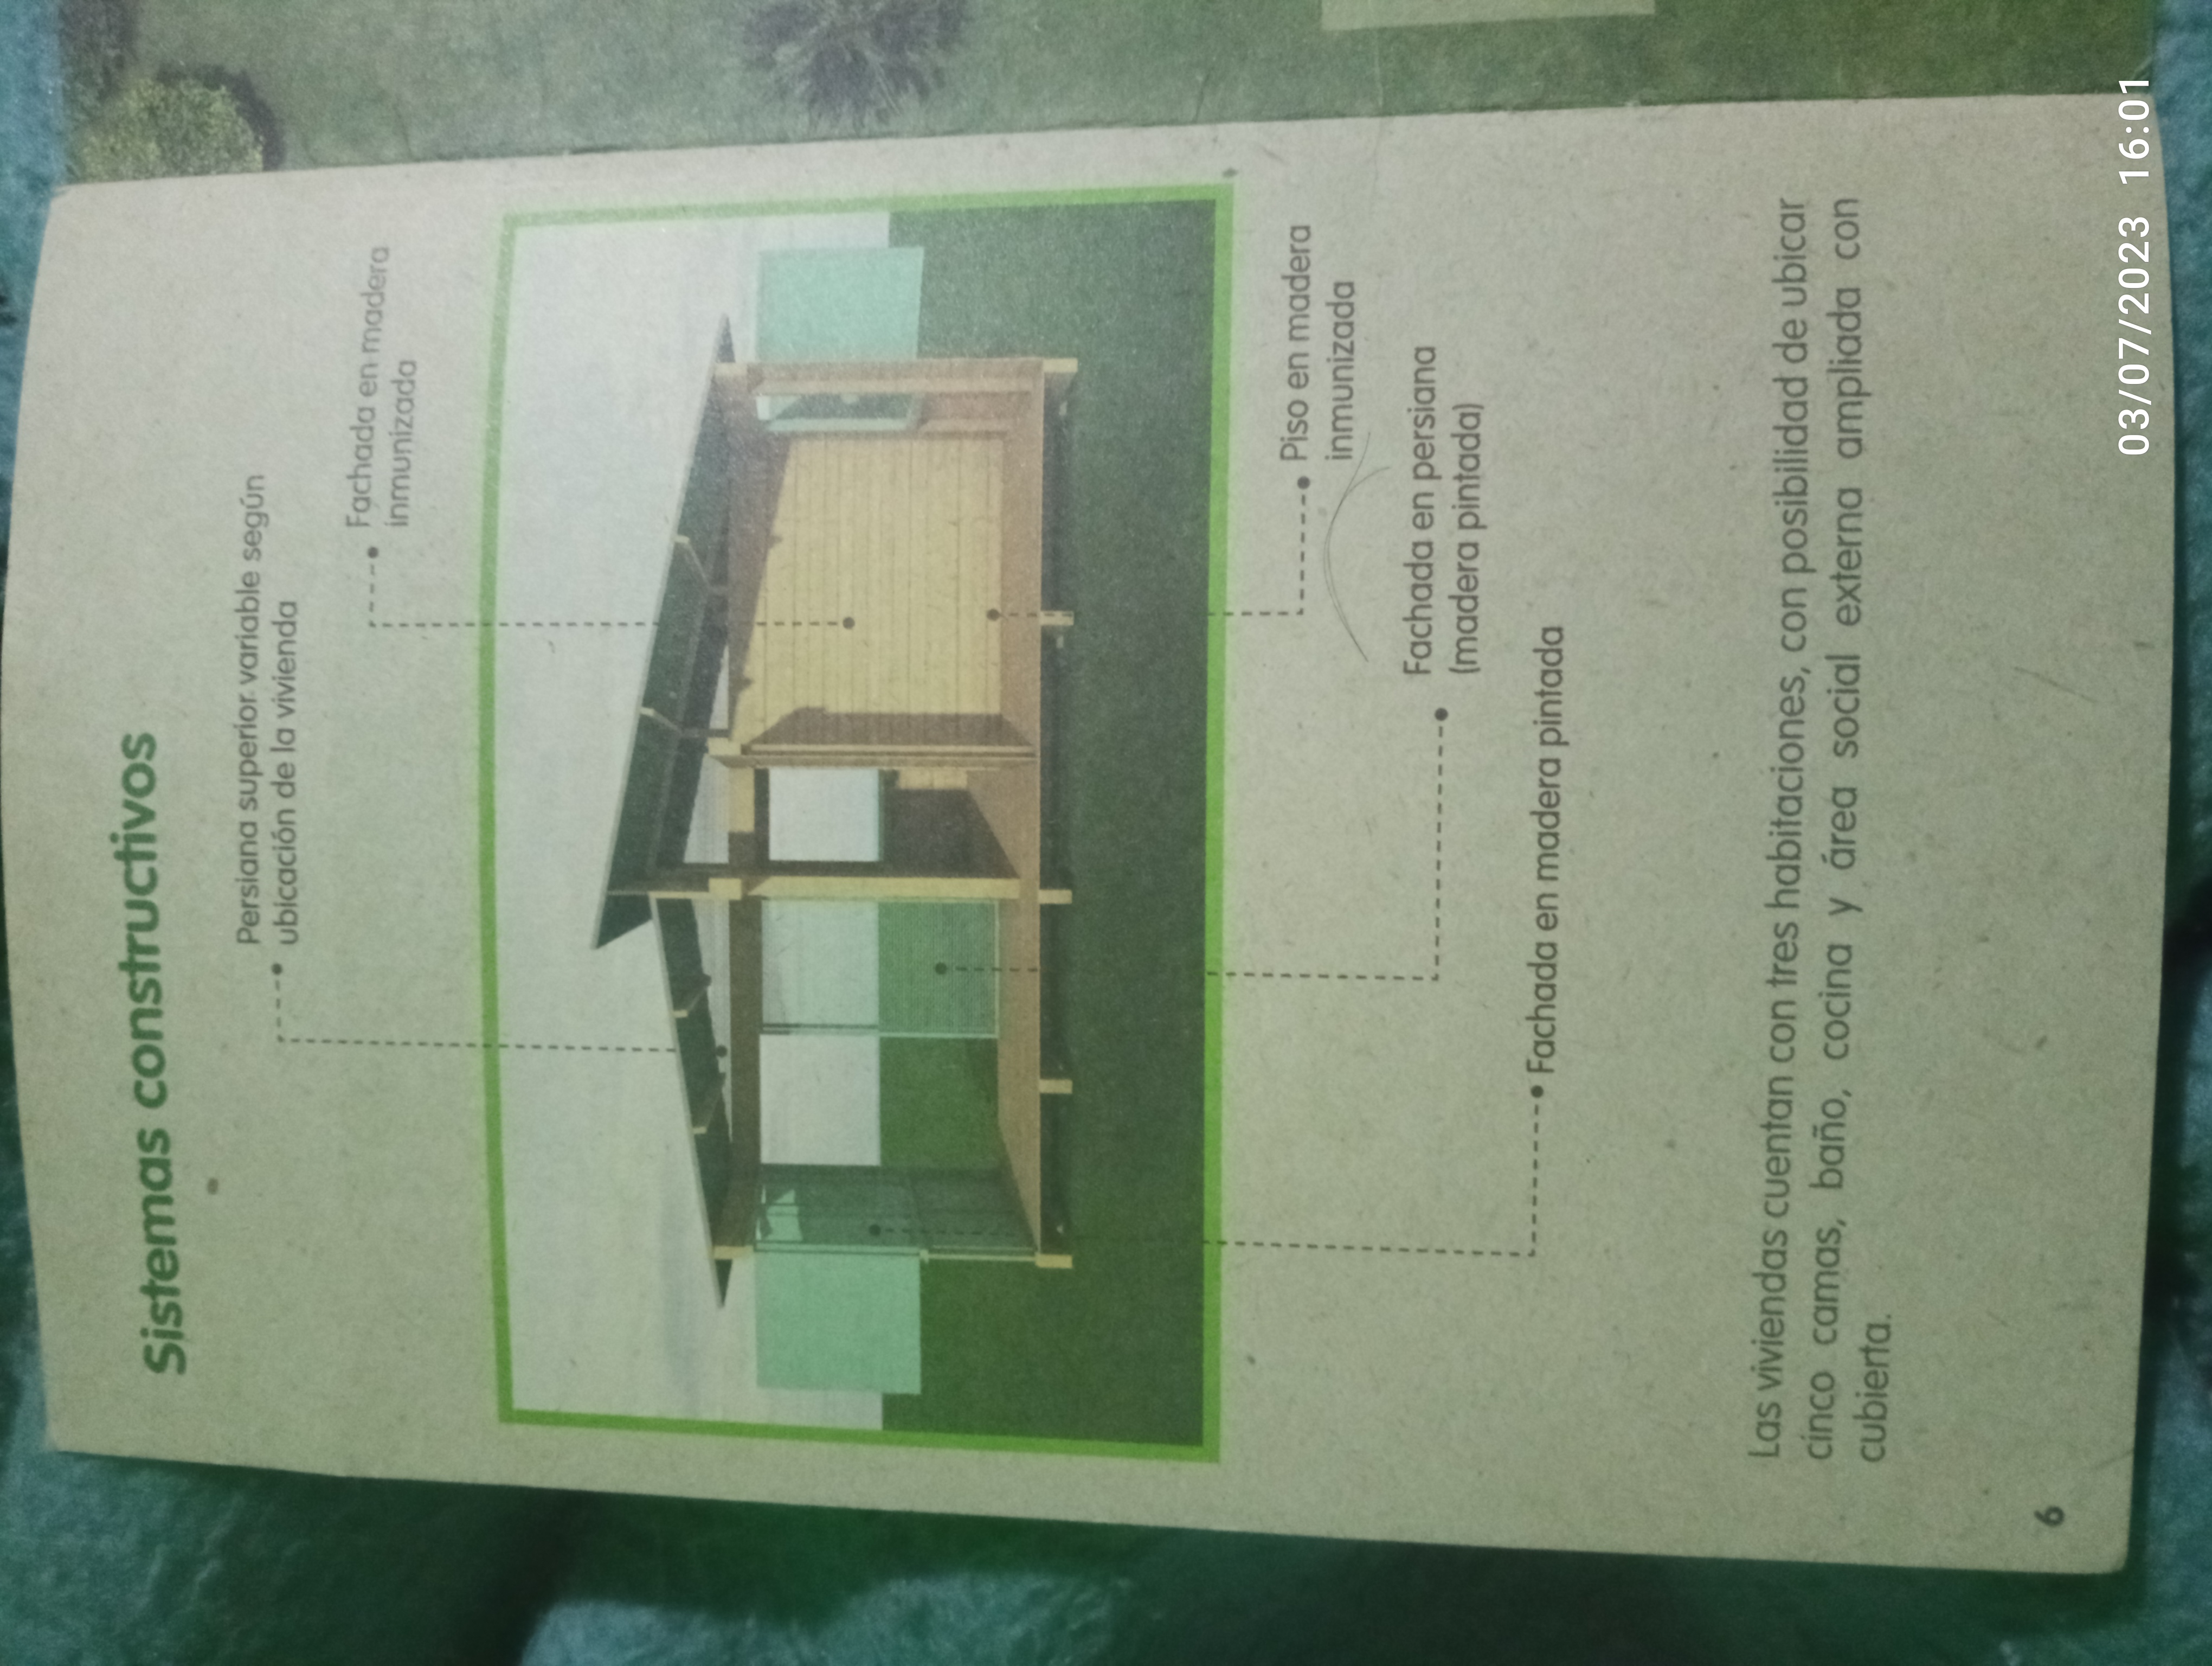 Sistemas constructivos
Persiana superior variable según
ubicación de la vivienda
Fachada en madera
inmunizada
Piso en madera
inmunizada
Fachada en persiana
(madera pintada)
Fachada en madera pintada
Las viviendas cuentan con tres habitaciones, con posibilidad de ubicar
cinco camas, baño, cocina y área social externa ampliada con
cubierta.
6
03/07/2023 16:01